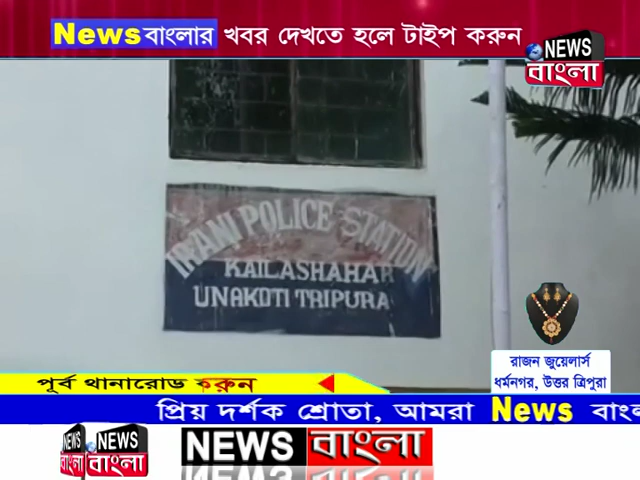 Newsবাংলার খবর দেখতে হলে টাইপ করুন
NEWS
বাংলা
IRANI POLICE STATION
KAILASHAHAR
UNAKOTI TRIPURA
রাজন জুয়েলার্স
ধর্মনগর, উত্তর ত্রিপুরা
পূর্ব থানারোড করুন
প্রিয় দর্শক শ্রোতা, আমরা News বাংল
NEWS
বাংলা
NEWS
বাংলা
NEWS বাংলা